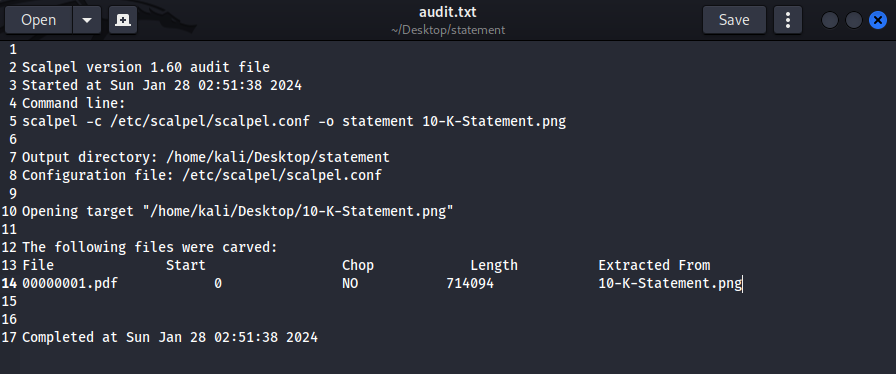 Open
audit.txt
~/Desktop/statement
Save
1
2 Scalpel version 1.60 audit file
3 Started at Sun Jan 28 02:51:38 2024
4 Command line:
5 scalpel -c /etc/scalpel/scalpel.conf -o statement 10-K-Statement.png
6
7 Output directory: /home/kali/Desktop/statement
8 Configuration file: /etc/scalpel/scalpel.conf
9
10 Opening target "/home/kali/Desktop/10-K-Statement.png"
11
12 The following files were carved:
13 File Start Chop Length Extracted From
14 00000001.pdf 0 NO 714094 10-K-Statement.png
15
16
17 Completed at Sun Jan 28 02:51:38 2024